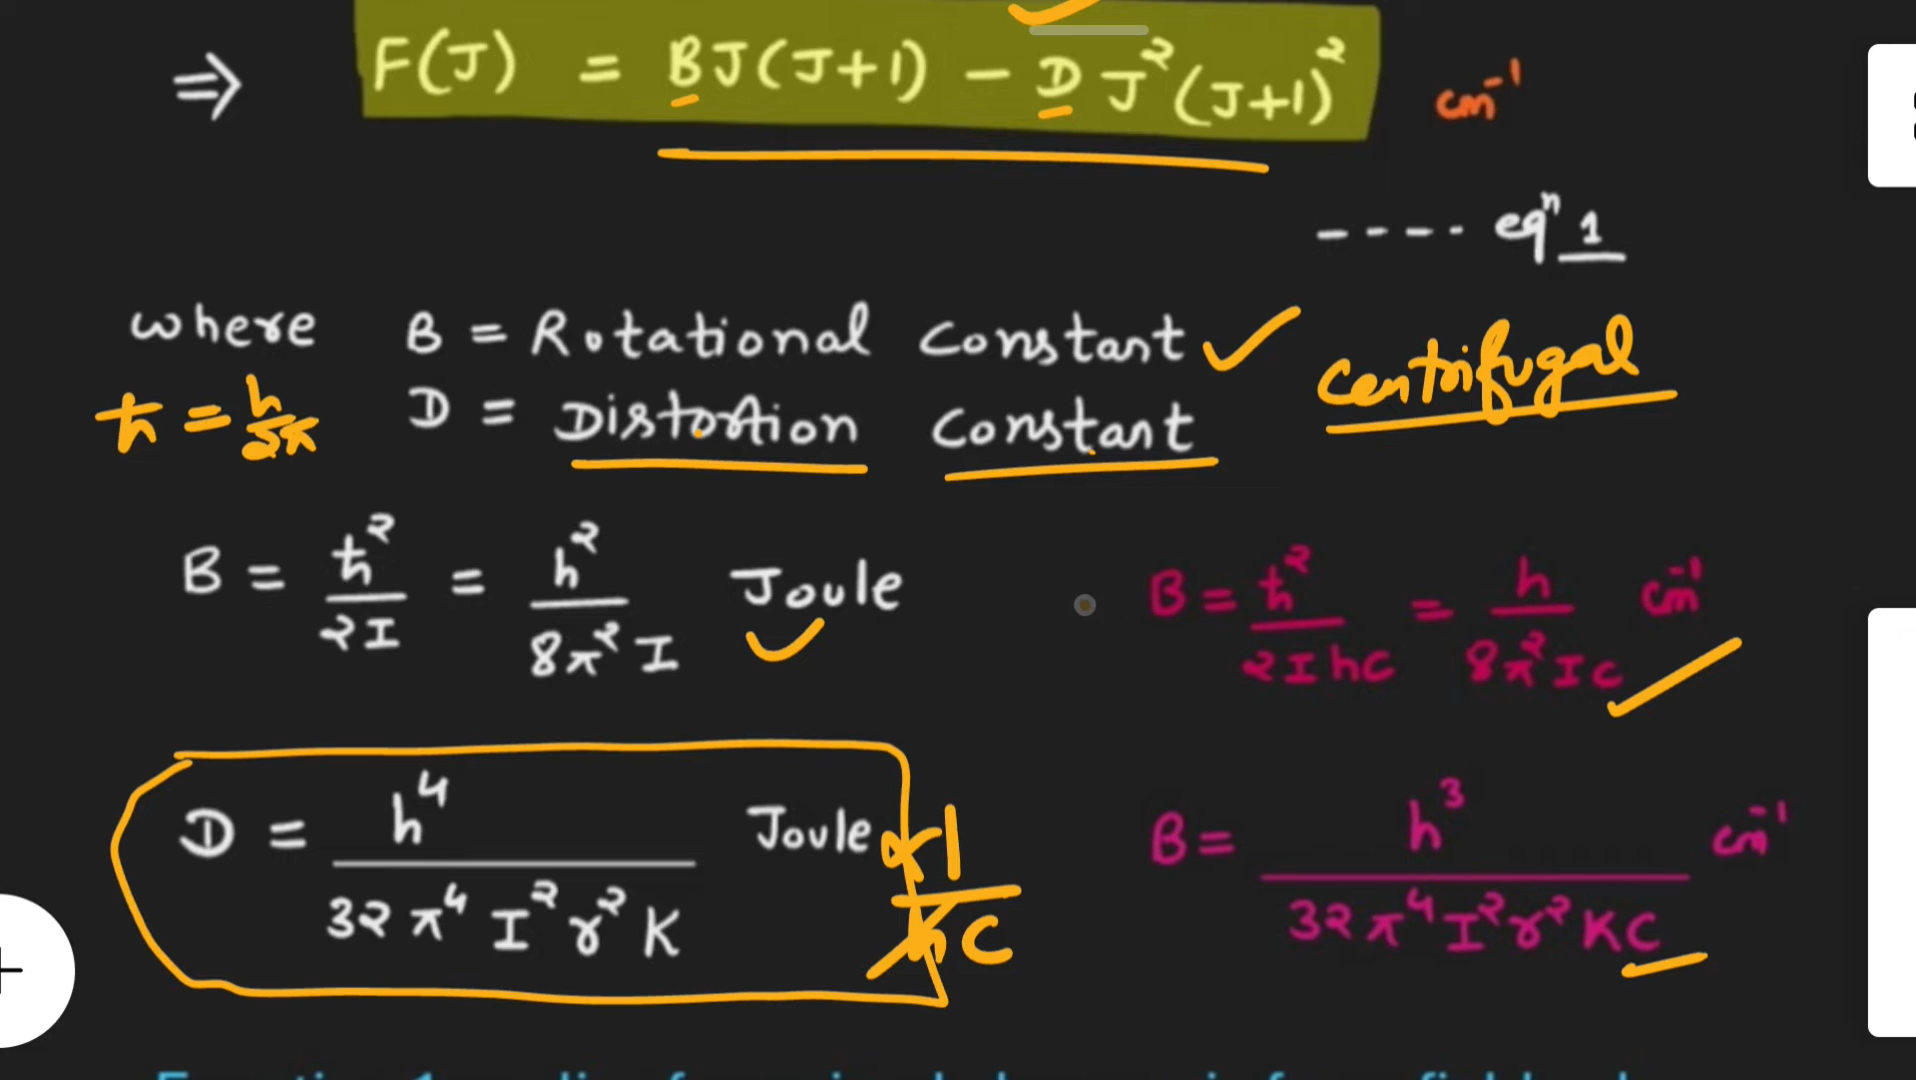 ⇒ F(J) = BJ(J+1) - DJ²(J+1)² cm⁻¹
---- eqⁿ 1
where B = Rotational Constant ✓
ħ = h/2π D = Distortion Constant centrifugal
B = ħ²/2I = h²/8π²I Joule ✓ B = ħ²/2Ihc = h/8π²Ic cm⁻¹
D = h⁴/32π⁴I²r²K Joule 1/hc B = h³/32π⁴I²r²KC cm⁻¹